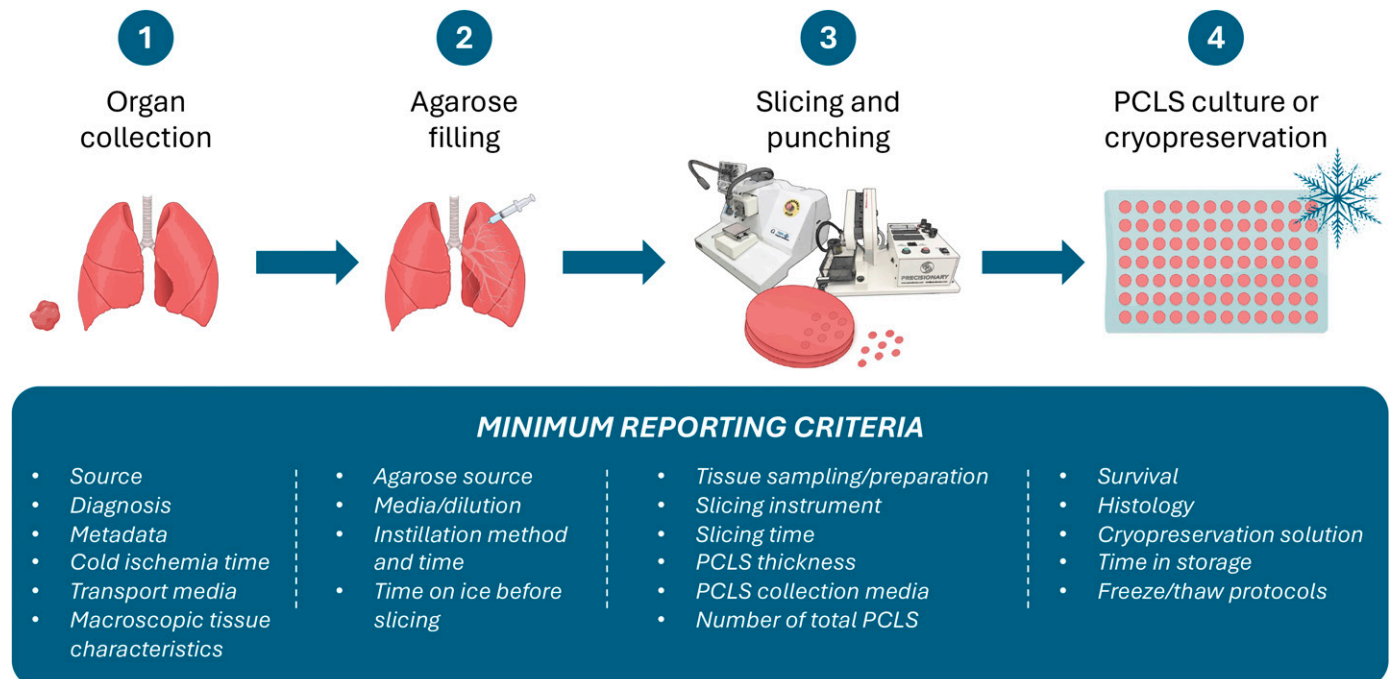 1
Organ
collection
2
Agarose
filling
3
Slicing and
punching
4
PCLS culture or
cryopreservation
PRECISIONARY
MINIMUM REPORTING CRITERIA
• Source
• Diagnosis
• Metadata
• Cold ischemia time
• Transport media
• Macroscopic tissue
characteristics
• Agarose source
• Media/dilution
• Instillation method
and time
• Time on ice before
slicing
• Tissue sampling/preparation
• Slicing instrument
• Slicing time
• PCLS thickness
• PCLS collection media
• Number of total PCLS
• Survival
• Histology
• Cryopreservation solution
• Time in storage
• Freeze/thaw protocols